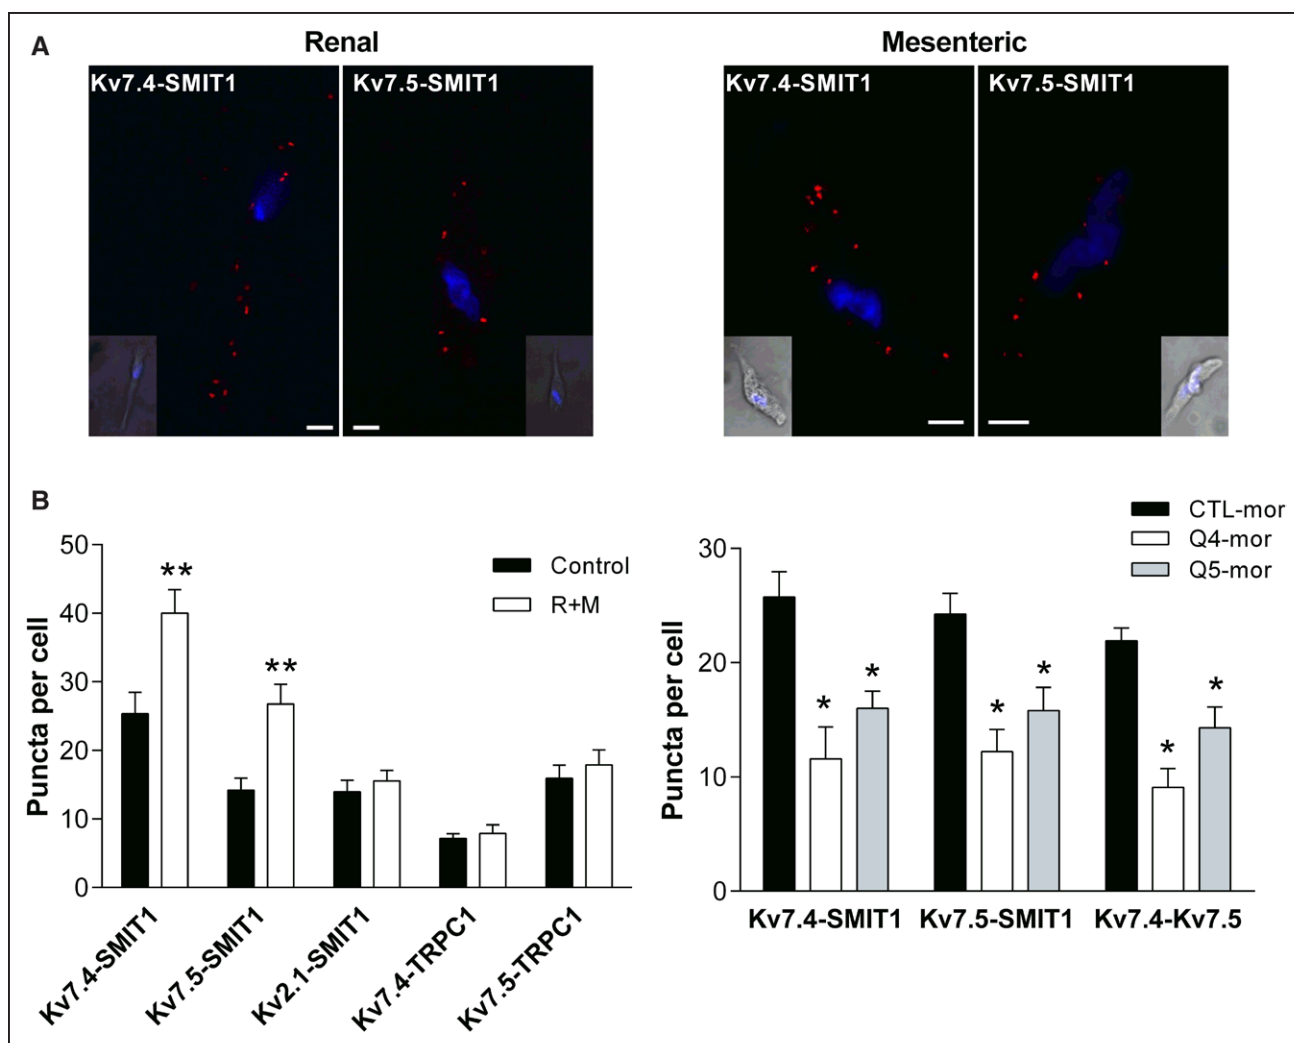 A
Renal
Mesenteric
Kv7.4-SMIT1
Kv7.5-SMIT1
Kv7.4-SMIT1
Kv7.5-SMIT1
B
Puncta per cell
50
40
30
20
10
0
**
**
Control
R+M
Kv7.4-SMIT1
Kv7.5-SMIT1
Kv2.1-SMIT1
Kv7.4-TRPC1
Kv7.5-TRPC1
CTL-mor
Q4-mor
Q5-mor
Puncta per cell
30
20
10
0
*
*
*
*
*
*
Kv7.4-SMIT1
Kv7.5-SMIT1
Kv7.4-Kv7.5